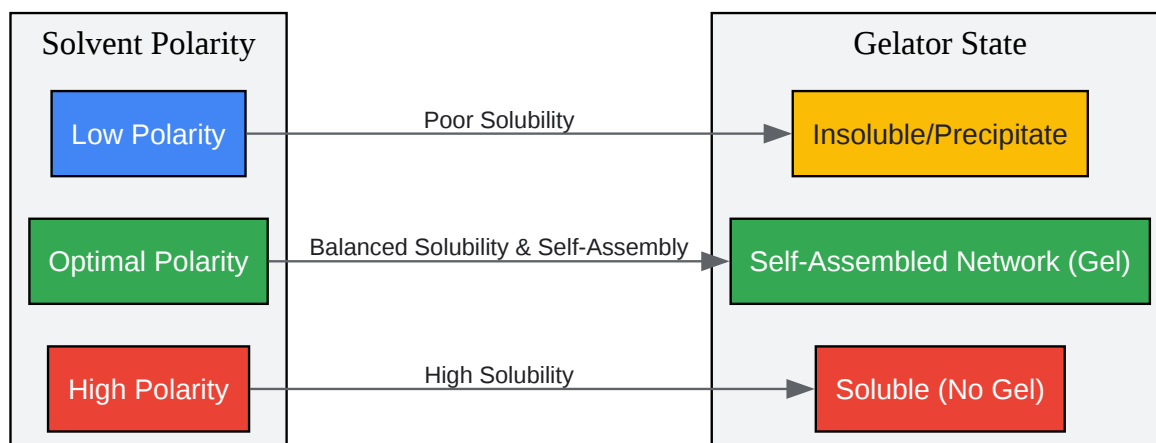 Solvent Polarity
Gelator State
Low Polarity
Poor Solubility
Insoluble/Precipitate
Optimal Polarity
Balanced Solubility & Self-Assembly
Self-Assembled Network (Gel)
High Polarity
High Solubility
Soluble (No Gel)